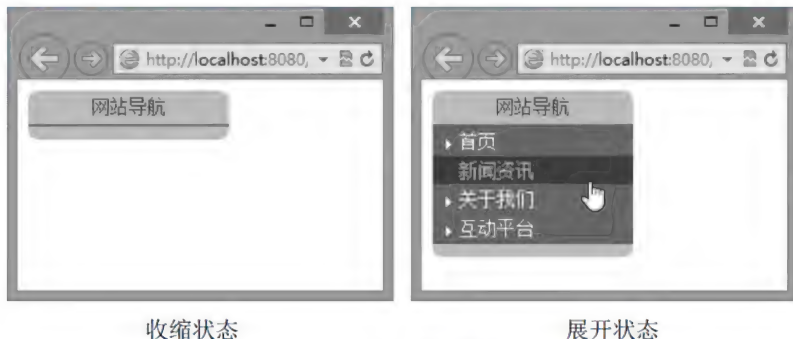 http://localhost:8080,
网站导航
http://localhost:8080,
网站导航
首页
新闻资讯
关于我们
互动平台
收缩状态
展开状态